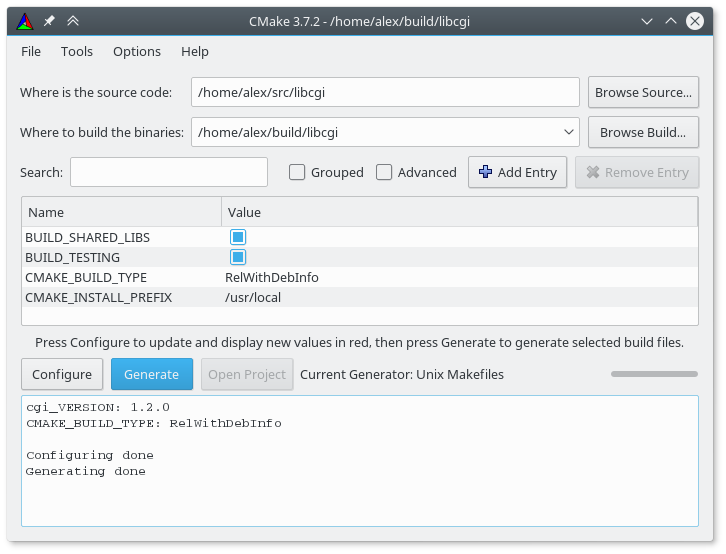 CMake 3.7.2 - /home/alex/build/libcgi
File Tools Options Help
Where is the source code: /home/alex/src/libcgi Browse Source...
Where to build the binaries: /home/alex/build/libcgi Browse Build...
Search: Grouped Advanced Add Entry Remove Entry
Name Value
BUILD_SHARED_LIBS
BUILD_TESTING
CMAKE_BUILD_TYPE RelWithDebInfo
CMAKE_INSTALL_PREFIX /usr/local
Press Configure to update and display new values in red, then press Generate to generate selected build files.
Configure Generate Open Project Current Generator: Unix Makefiles
cgi_VERSION: 1.2.0
CMAKE_BUILD_TYPE: RelWithDebInfo
Configuring done
Generating done